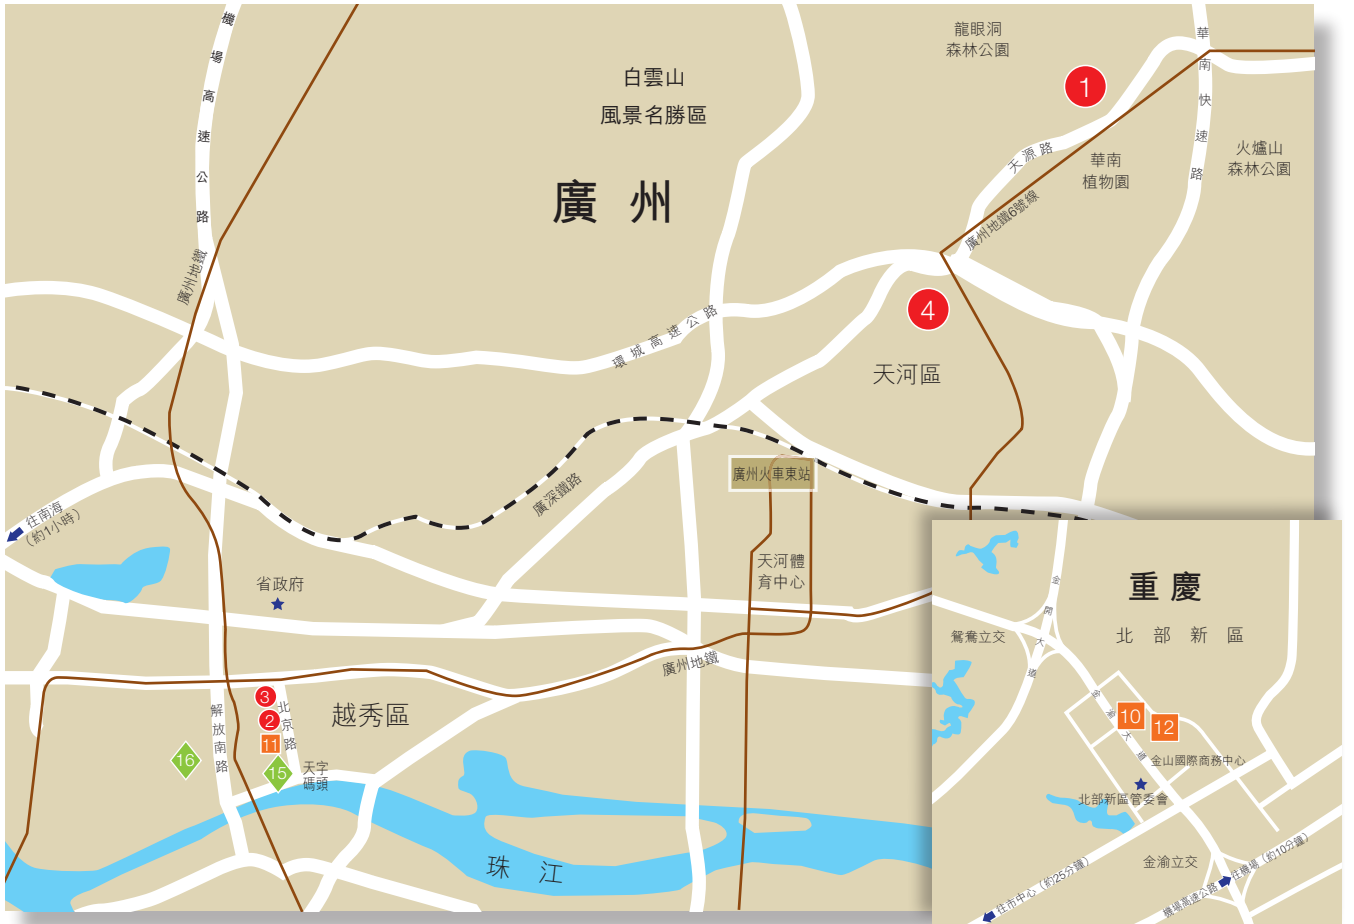 機場高速公路
白雲山
風景名勝區
龍眼洞
森林公園
華南快速路
1
火爐山
森林公園
天源路
華南
植物園
廣州
廣州地鐵6號線
廣州地鐵
環城高速公路
4
天河區
廣州火車東站
廣深鐵路
往南海
(約1小時)
天河體
育中心
省政府
廣州地鐵
3
2
11
北京路
越秀區
解放南路
16
15
天字
碼頭
珠江
重慶
北部新區
金開大道
鴛鴦立交
金渝大道
10
12
金山國際商務中心
北部新區管委會
金渝立交
往市中心(約25分鐘)
機場高速公路
往機場(約10分鐘)